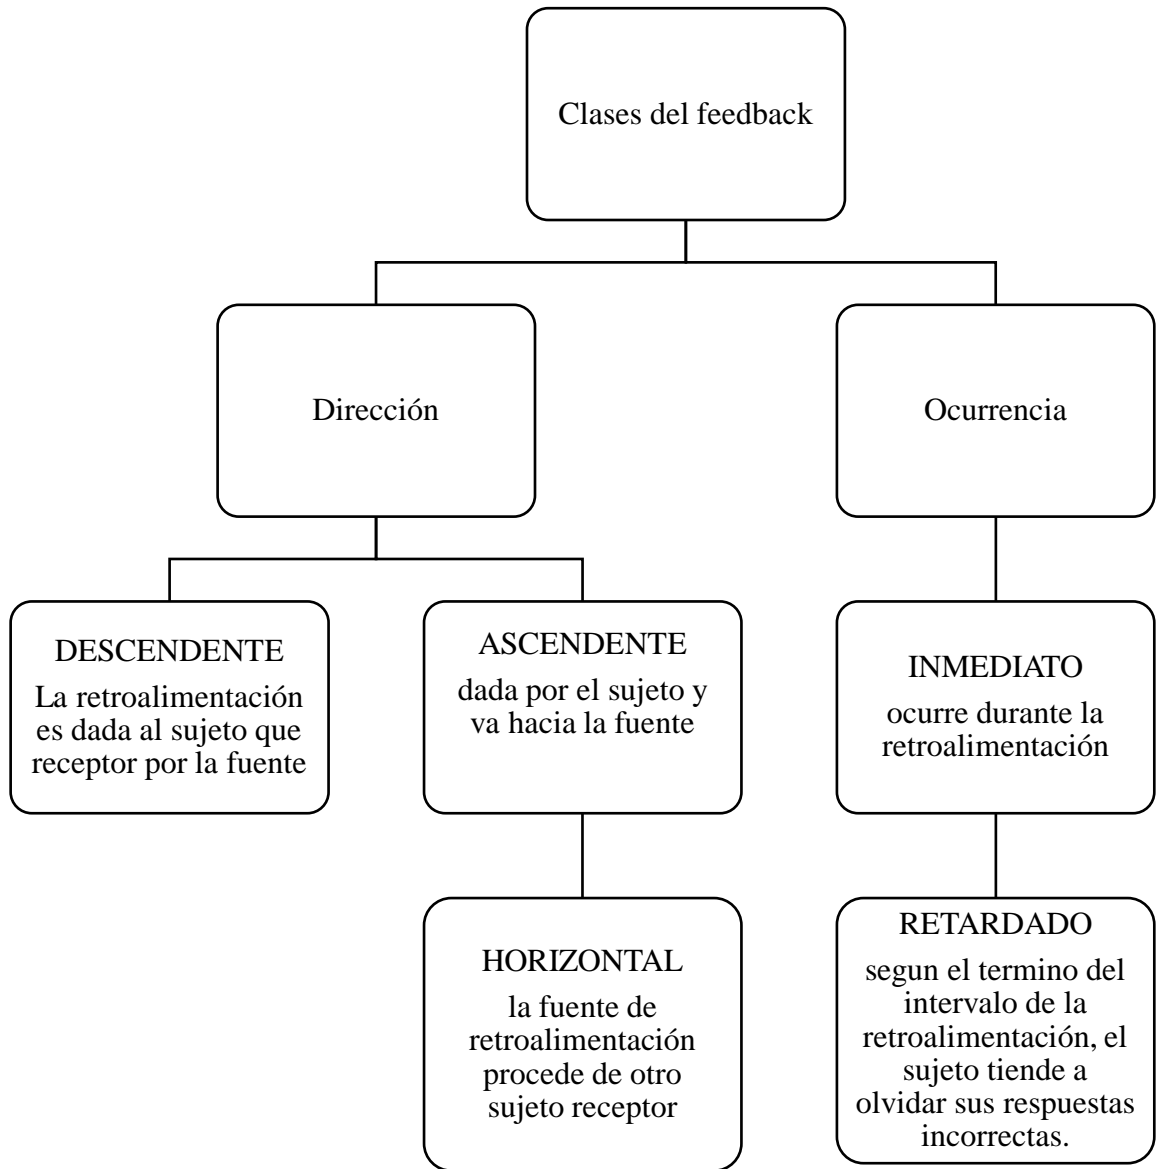 Clases del feedback
Dirección
Ocurrencia
DESCENDENTE
La retroalimentación
es dada al sujeto que
receptor por la fuente
ASCENDENTE
dada por el sujeto y
va hacia la fuente
INMEDIATO
ocurre durante la
retroalimentación
HORIZONTAL
la fuente de
retroalimentación
procede de otro
sujeto receptor
RETARDADO
segun el termino del
intervalo de la
retroalimentación, el
sujeto tiende a
olvidar sus respuestas
incorrectas.